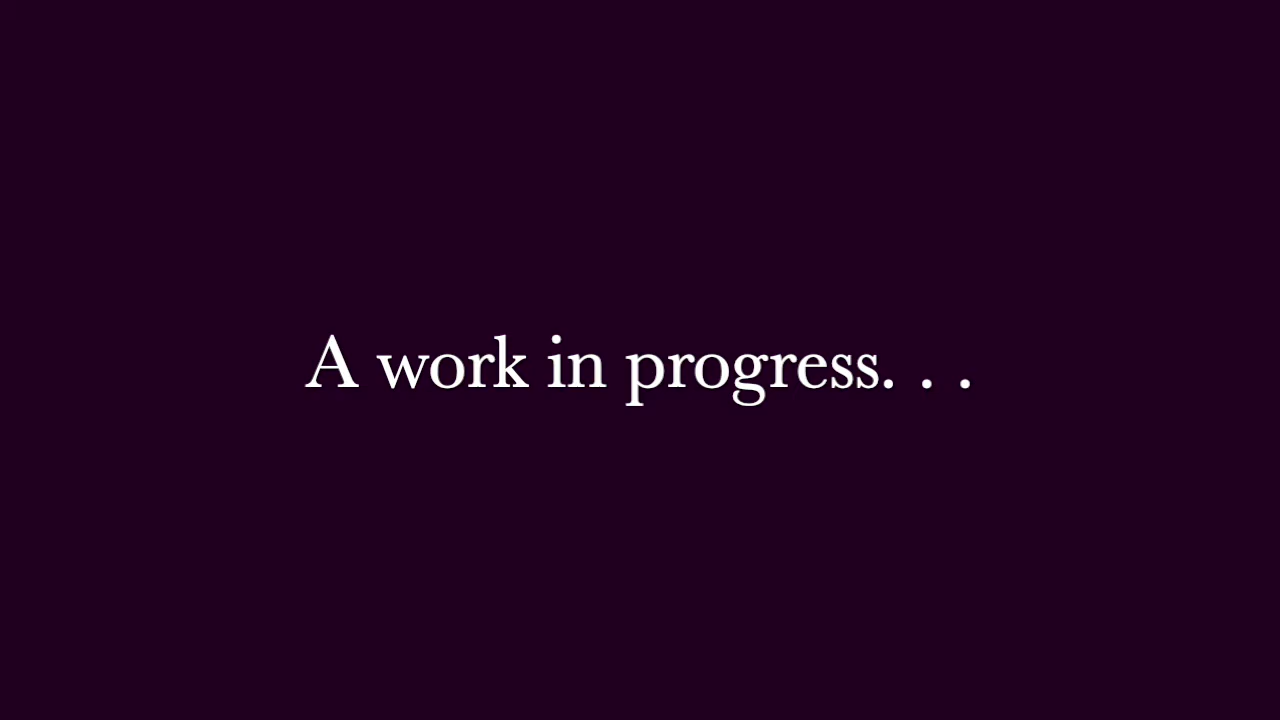 A work in progress. . .